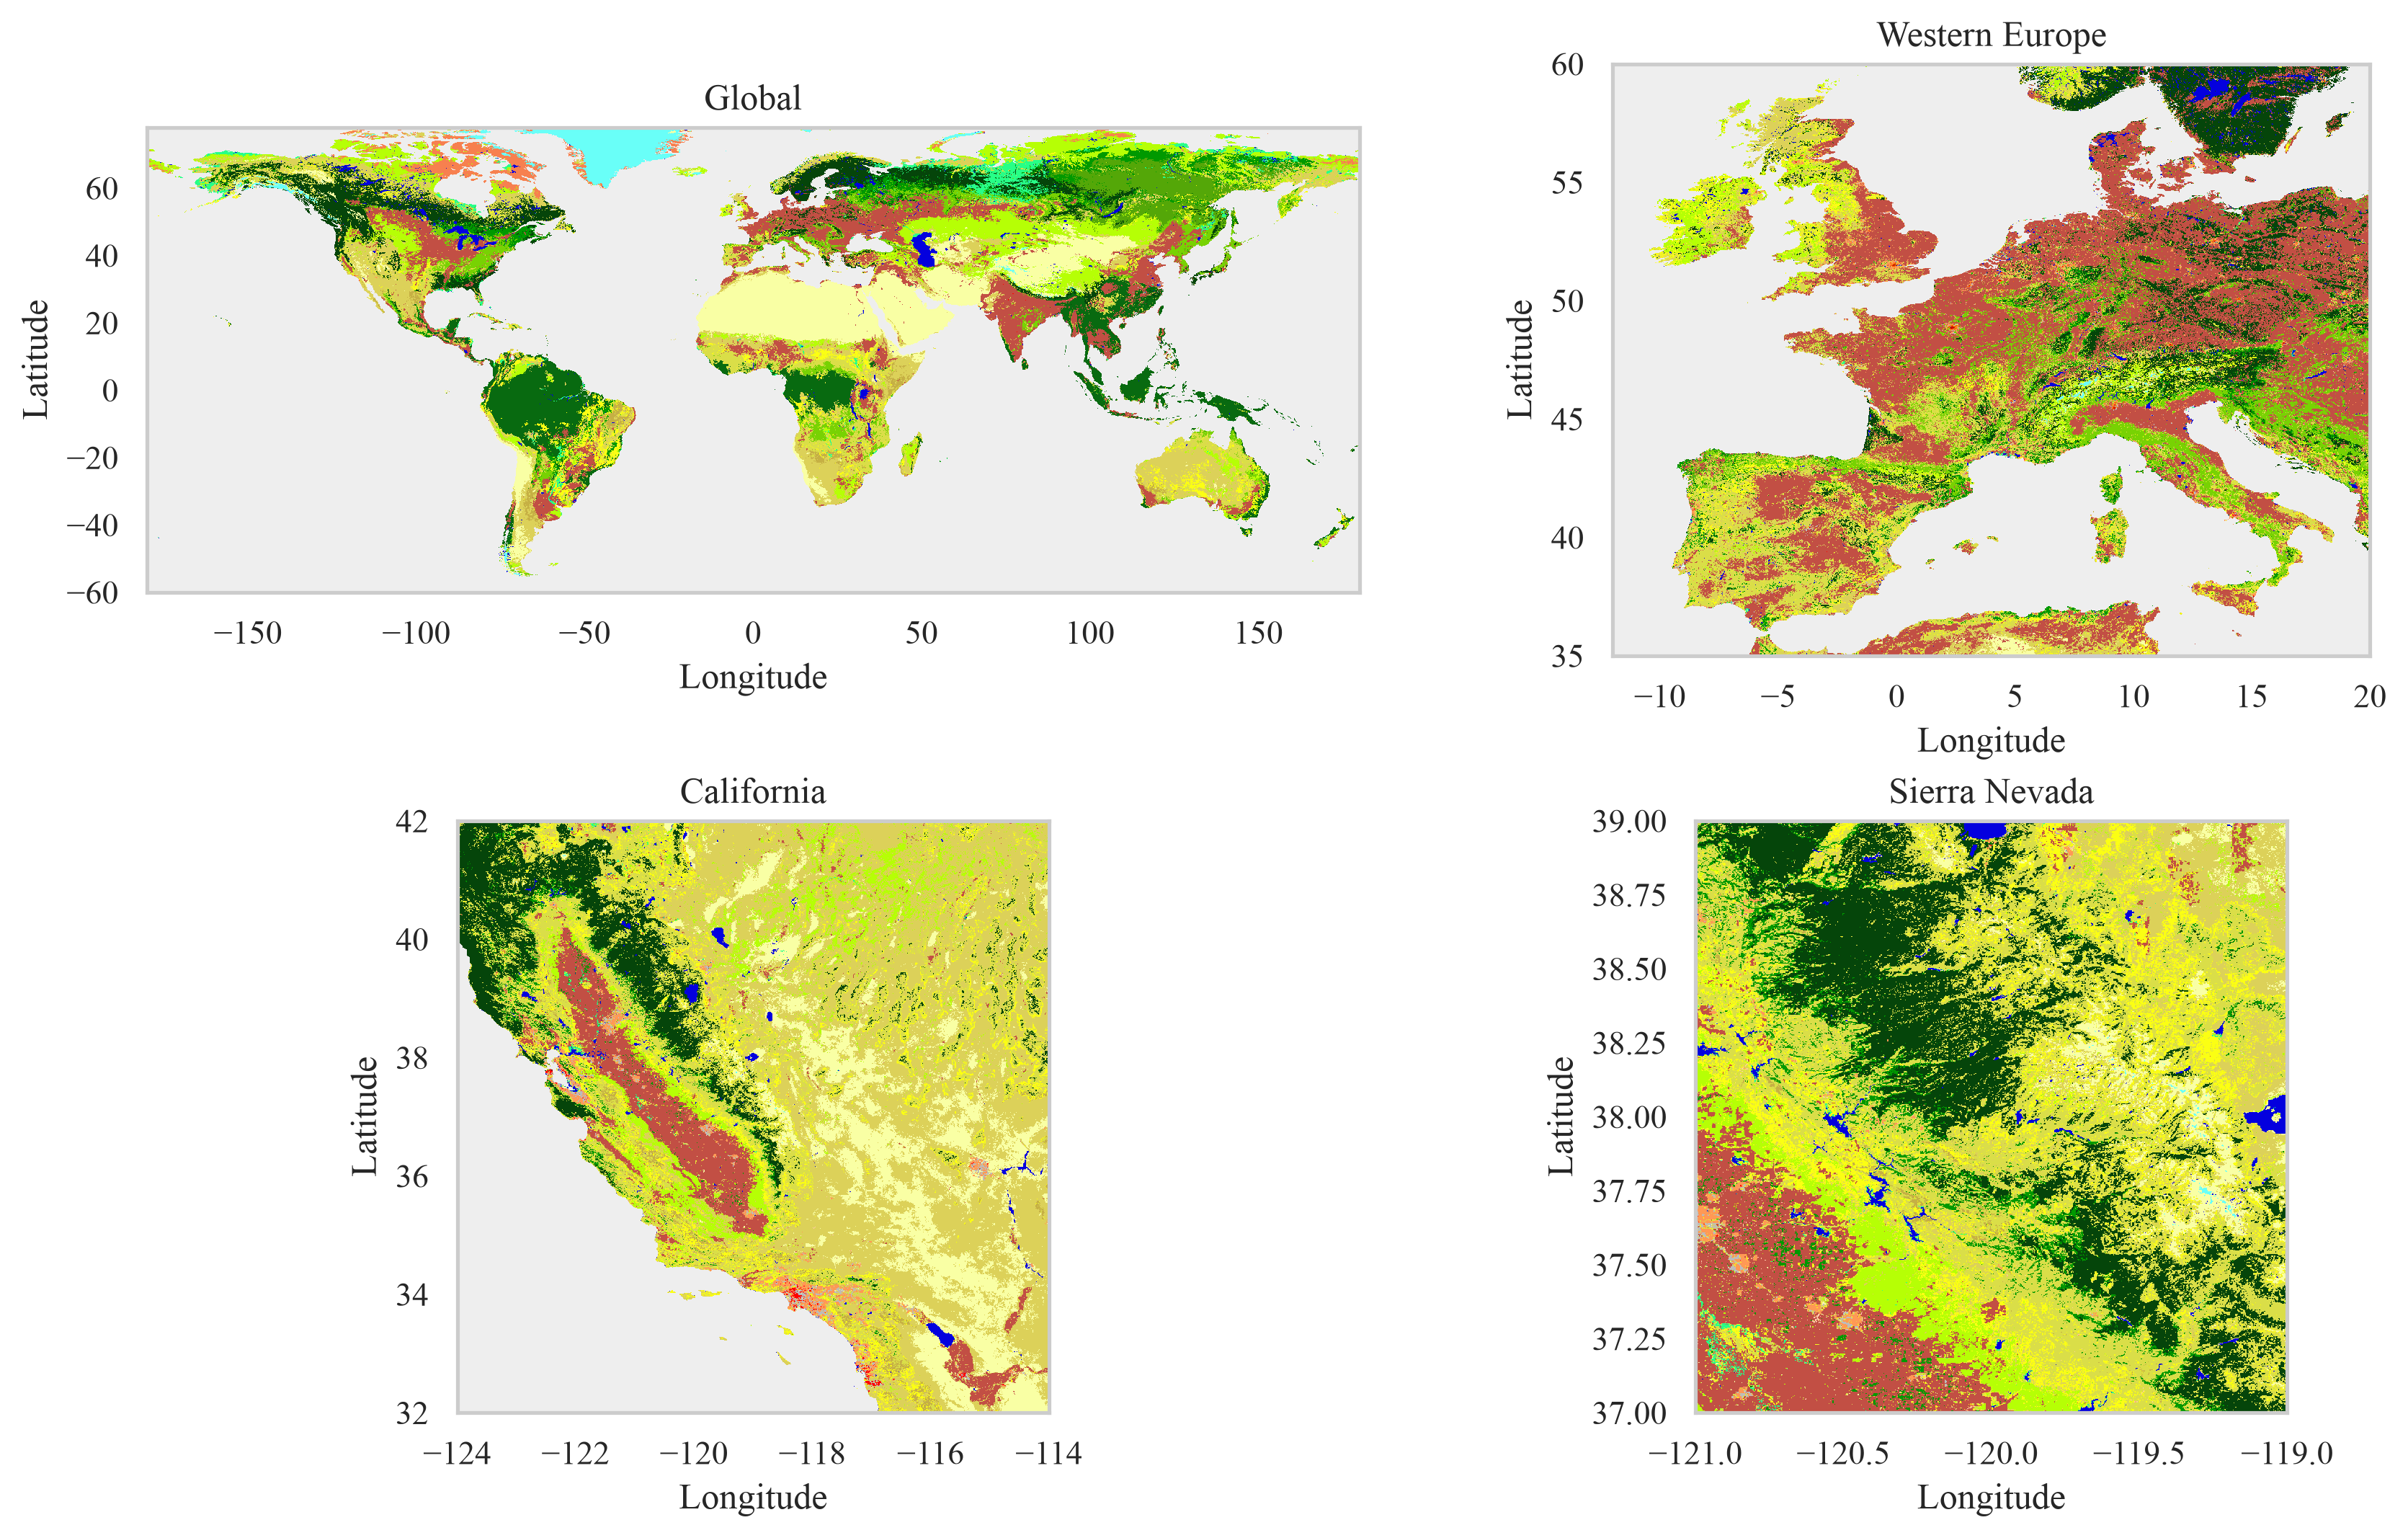 Global
Latitude
60
40
20
0
−20
−40
−60
−150 −100 −50 0 50 100 150
Longitude
Western Europe
Latitude
60
55
50
45
40
35
−10 −5 0 5 10 15 20
Longitude
California
Latitude
42
40
38
36
34
32
−124 −122 −120 −118 −116 −114
Longitude
Sierra Nevada
Latitude
39.00
38.75
38.50
38.25
38.00
37.75
37.50
37.25
37.00
−121.0 −120.5 −120.0 −119.5 −119.0
Longitude